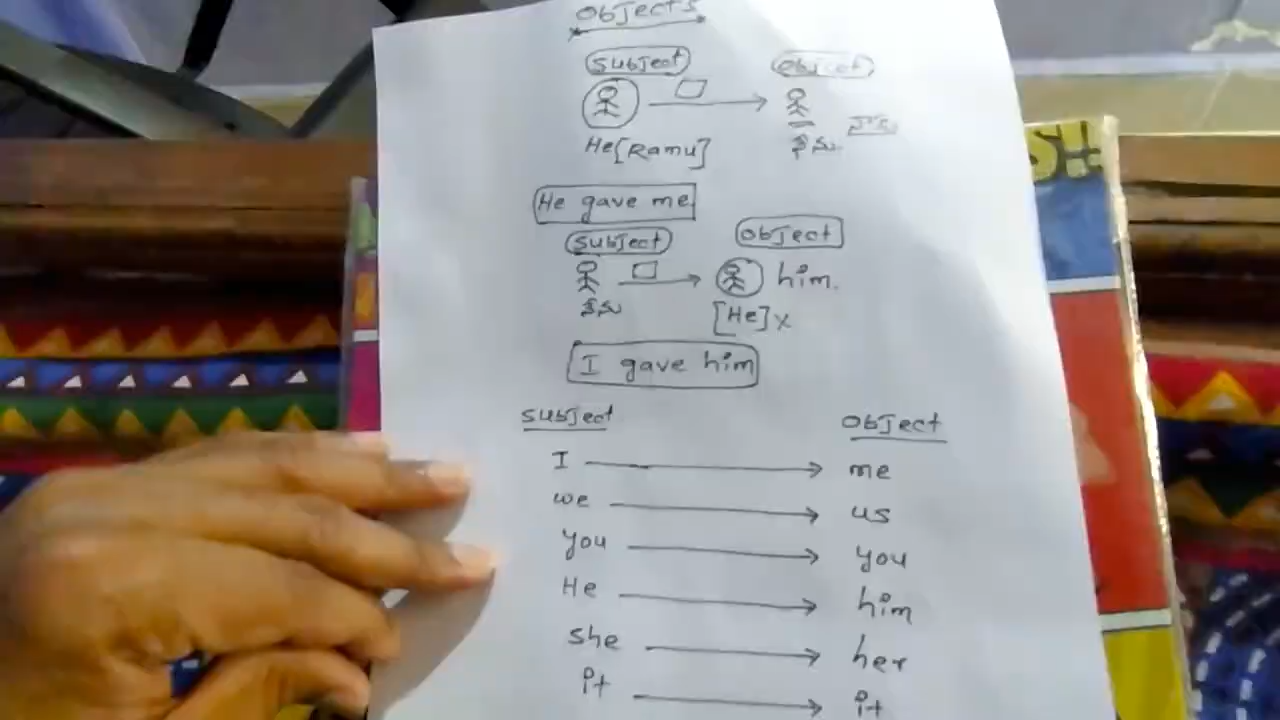 Objects
Subject Object
He [Ramu] నేను నాకు
He gave me
Subject Object
him.
నేను [He] x
I gave him
Subject Object
I me
we us
you you
He him
she her
it it
S!!